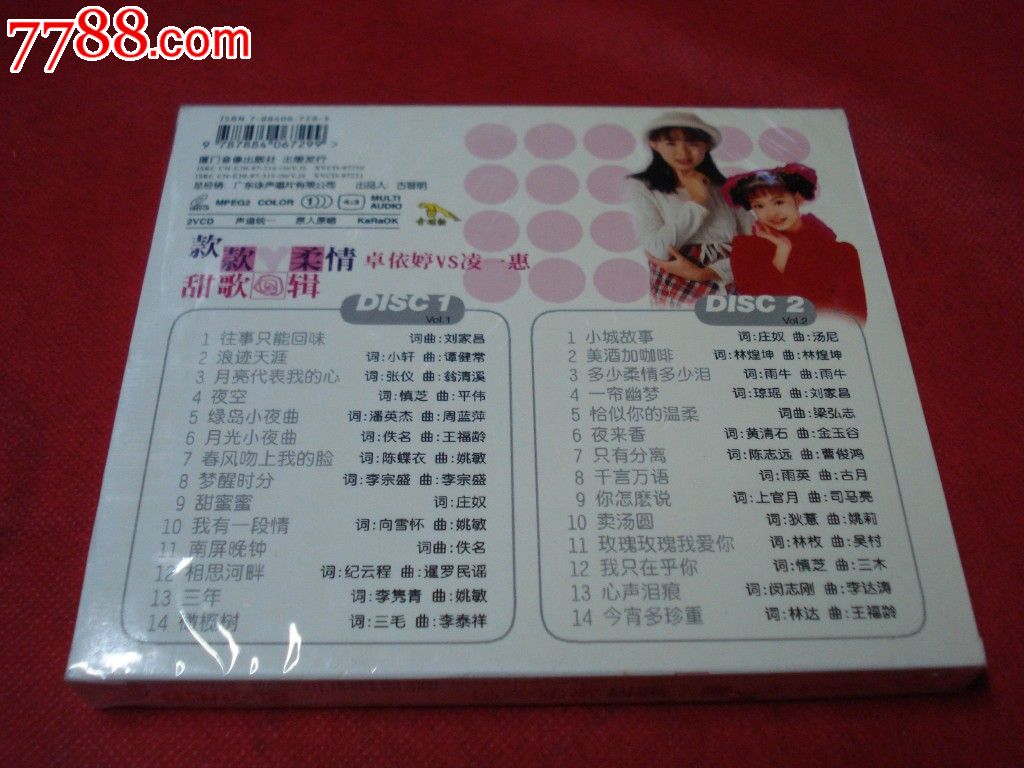 7788.com
ISBN 7-88406-729-9
9 787884 067299
厦门音像出版社 出版发行
总经销: 广东泳声唱片有限公司 出品人: 古智明
MPEG2 COLOR 4:3 MULTI AUDIO
2VCD 声道统一 原人原唱 KaRaOK
款款柔情
卓依婷VS凌一惠
甜歌 辑
DISC 1
Vol.1
1 往事只能回味 词曲:刘家昌
2 浪迹天涯 词:小轩 曲:谭健常
3 月亮代表我的心 词:张仪 曲:翁清溪
4 夜空 词:慎芝 曲:平伟
5 绿岛小夜曲 词:潘英杰 曲:周蓝萍
6 月光小夜曲 词:佚名 曲:王福龄
7 春风吻上我的脸 词:陈蝶衣 曲:姚敏
8 梦醒时分 词:李宗盛 曲:李宗盛
9 甜蜜蜜 词:庄奴
10 我有一段情 词:向雪怀 曲:姚敏
11 南屏晚钟 词曲:佚名
12 相思河畔 词:纪云程 曲:暹罗民谣
13 三年 词:李隽青 曲:姚敏
14 橄榄树 词:三毛 曲:李泰祥
DISC 2
Vol.2
1 小城故事 词:庄奴 曲:汤尼
2 美酒加咖啡 词:林煌坤 曲:林煌坤
3 多少柔情多少泪 词:雨牛 曲:雨牛
4 一帘幽梦 词:琼瑶 曲:刘家昌
5 恰似你的温柔 词曲:梁弘志
6 夜来香 词:黄清石 曲:金玉谷
7 只有分离 词:陈志远 曲:曹俊鸿
8 千言万语 词:雨英 曲:古月
9 你怎麽说 词:上官月 曲:司马亮
10 卖汤圆 词:狄薏 曲:姚莉
11 玫瑰玫瑰我爱你 词:林枚 曲:吴村
12 我只在乎你 词:慎芝 曲:三木
13 心声泪痕 词:闵志刚 曲:李达涛
14 今宵多珍重 词:林达 曲:王福龄